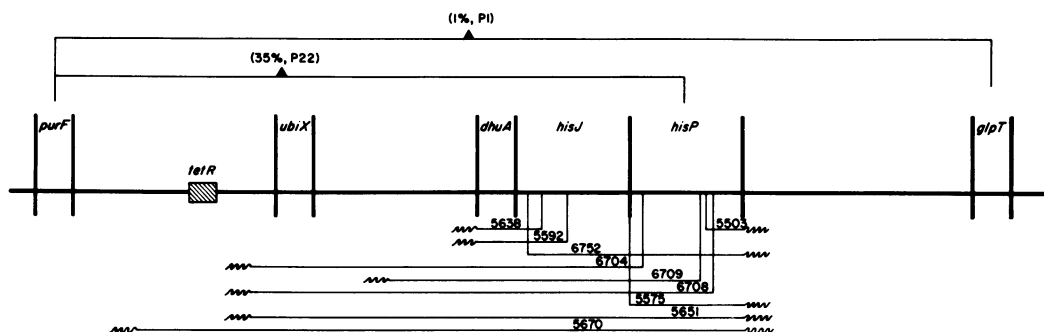 (1%, P1)
(35%, P22)
purF
ubiX
dhuA
hisJ
hisP
glpT
tetR
5638
5503
5592
6752
6704
6709
6708
5575
5651
5670